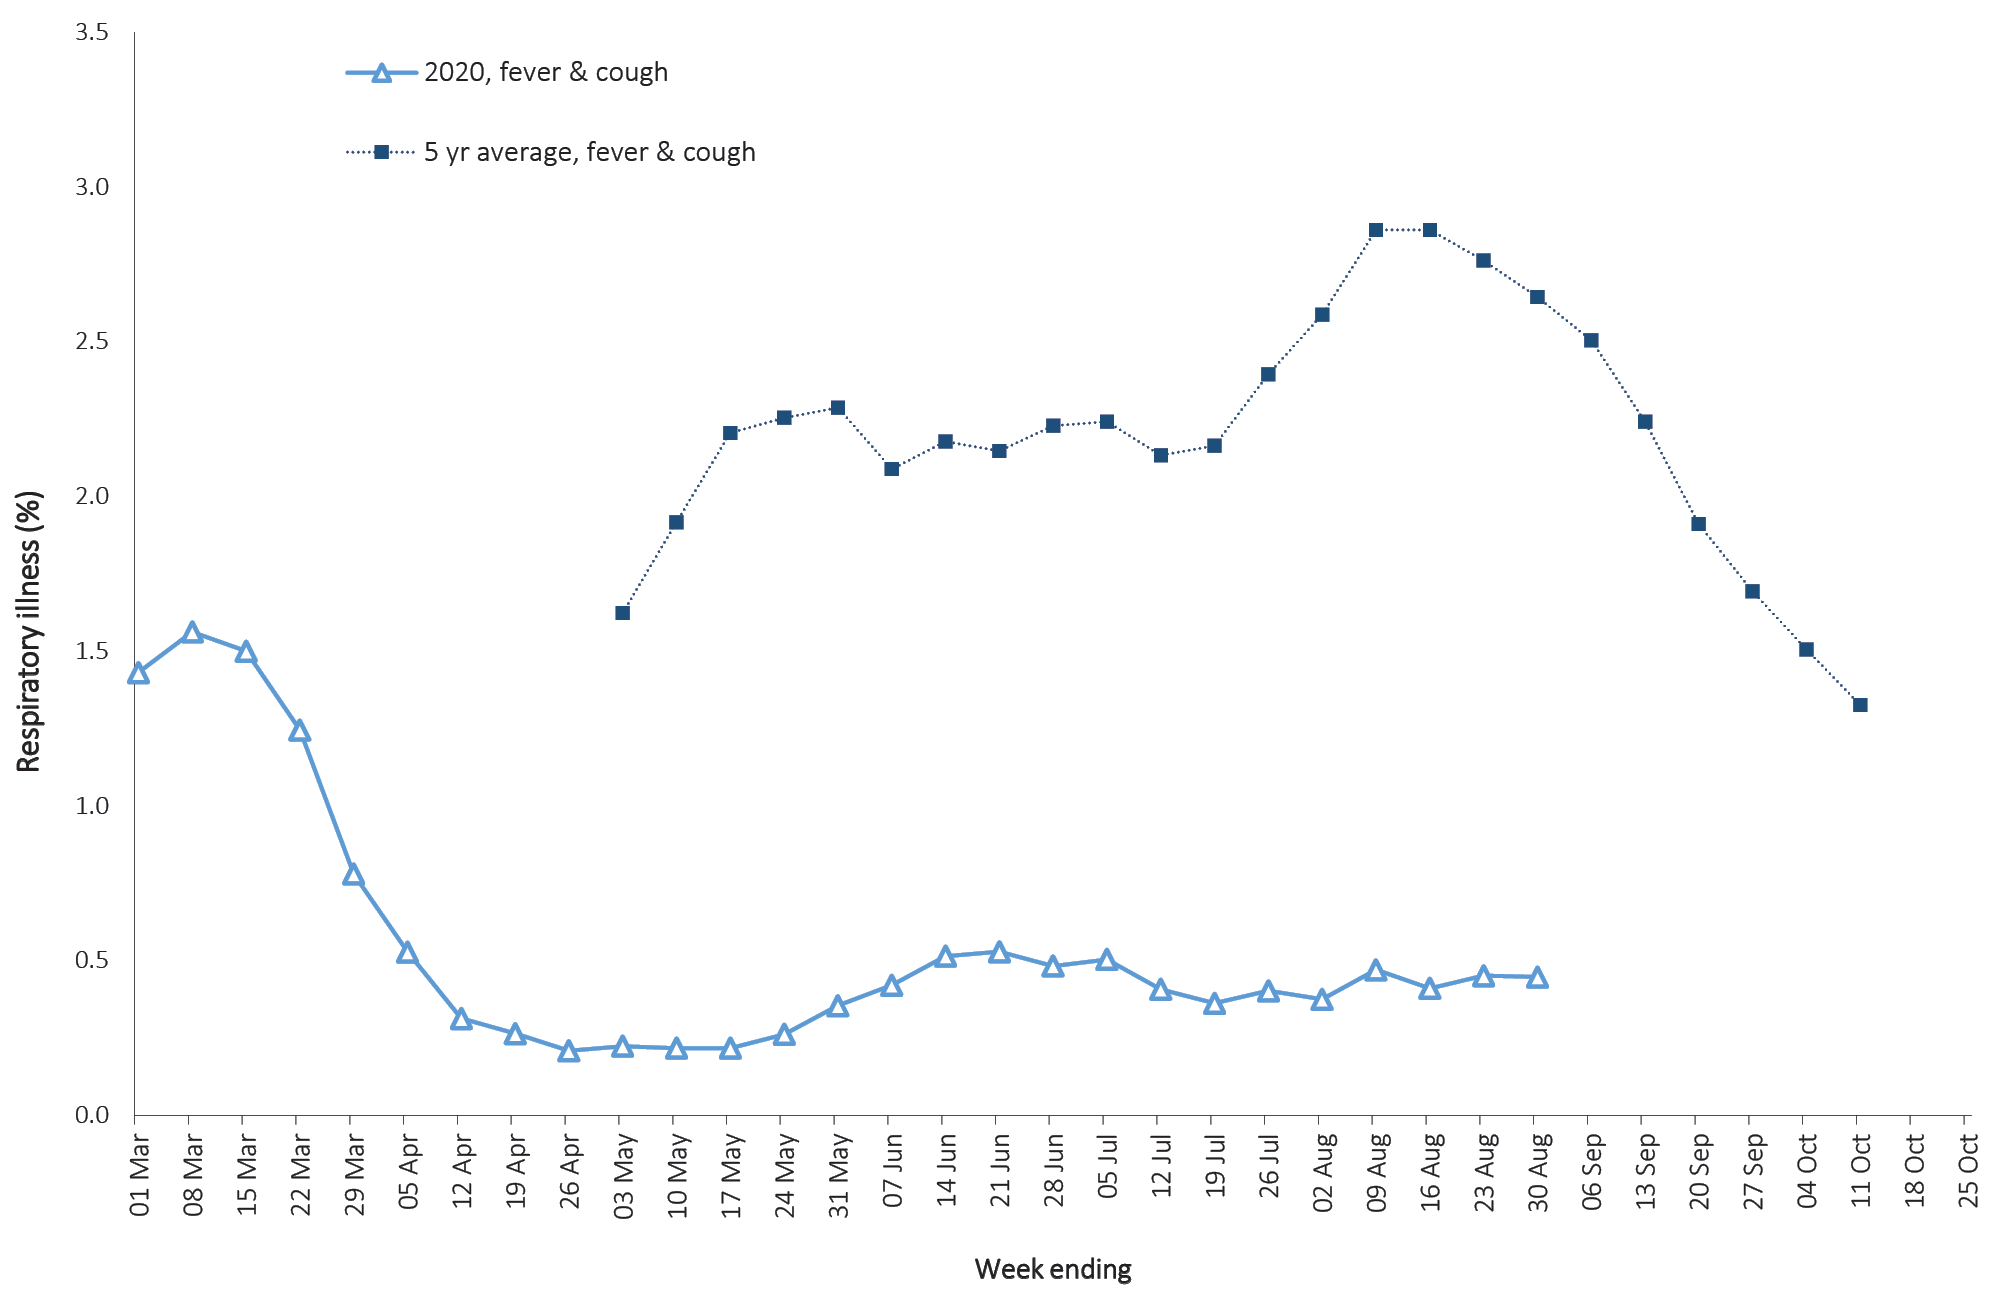 3.5
2020, fever & cough
5 yr average, fever & cough
3.0
2.5
2.0
1.5
1.0
0.5
0.0
Respiratory illness (%)
01 Mar
08 Mar
15 Mar
22 Mar
29 Mar
05 Apr
12 Apr
19 Apr
26 Apr
03 May
10 May
17 May
24 May
31 May
07 Jun
14 Jun
21 Jun
28 Jun
05 Jul
12 Jul
19 Jul
26 Jul
02 Aug
09 Aug
16 Aug
23 Aug
30 Aug
06 Sep
13 Sep
20 Sep
27 Sep
04 Oct
11 Oct
18 Oct
25 Oct
Week ending